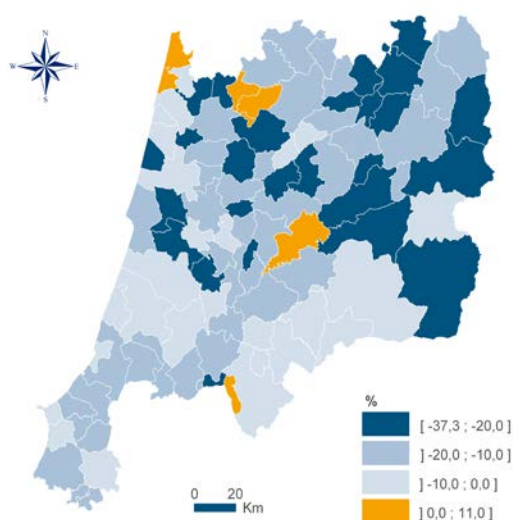 N
W E
S
%
[ -37,3 ; -20,0 ]
] -20,0 ; -10,0 ]
] -10,0 ; 0,0 ]
] 0,0 ; 11,0 ]
0 20
Km